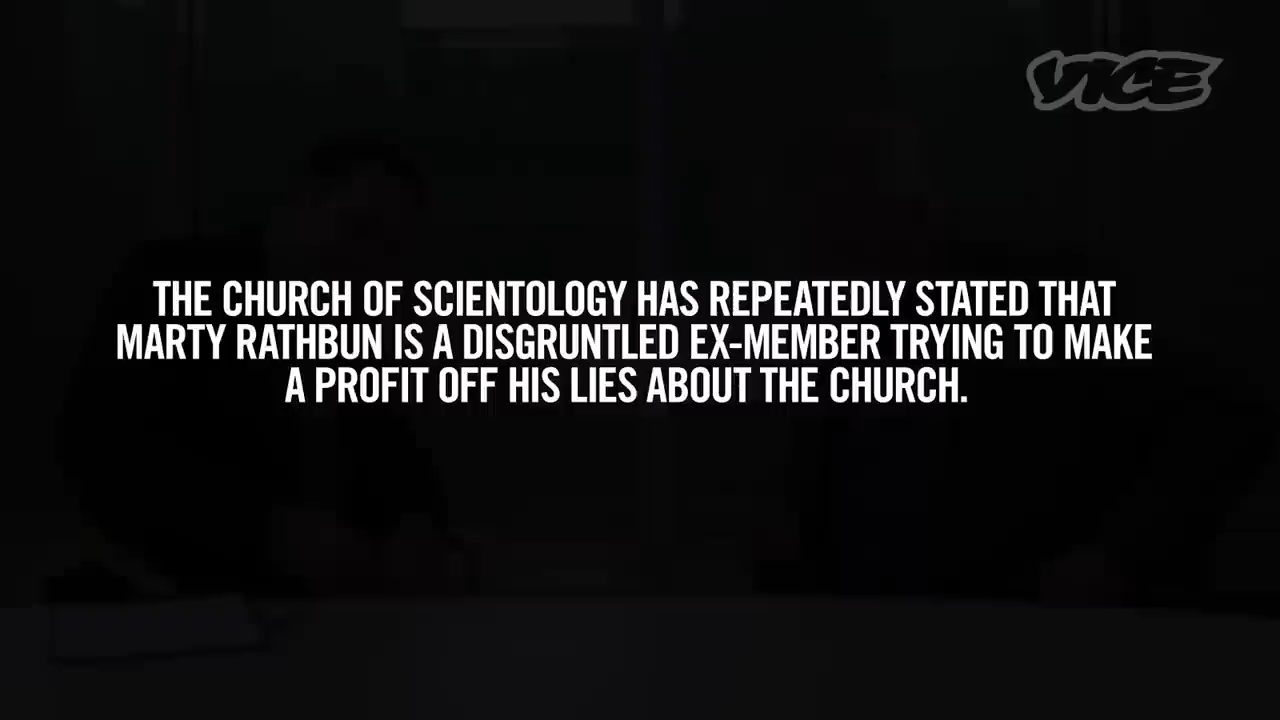 VICE
THE CHURCH OF SCIENTOLOGY HAS REPEATEDLY STATED THAT
MARTY RATHBUN IS A DISGRUNTLED EX-MEMBER TRYING TO MAKE
A PROFIT OFF HIS LIES ABOUT THE CHURCH.